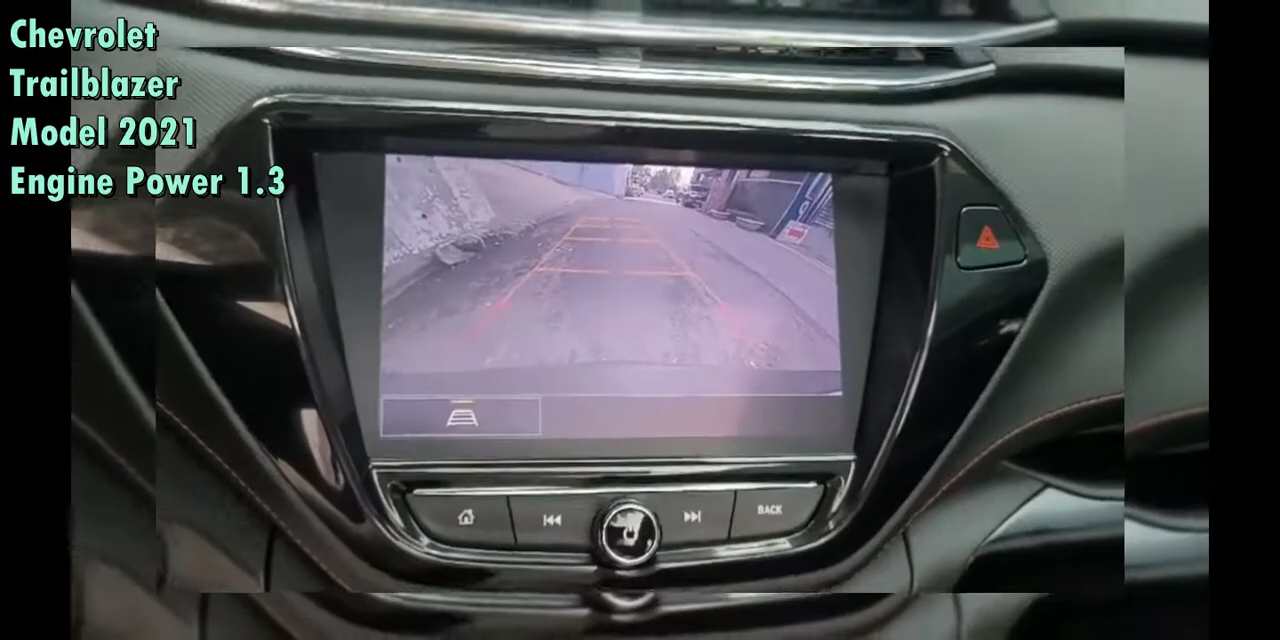 Chevrolet
Trailblazer
Model 2021
Engine Power 1.3
BACK